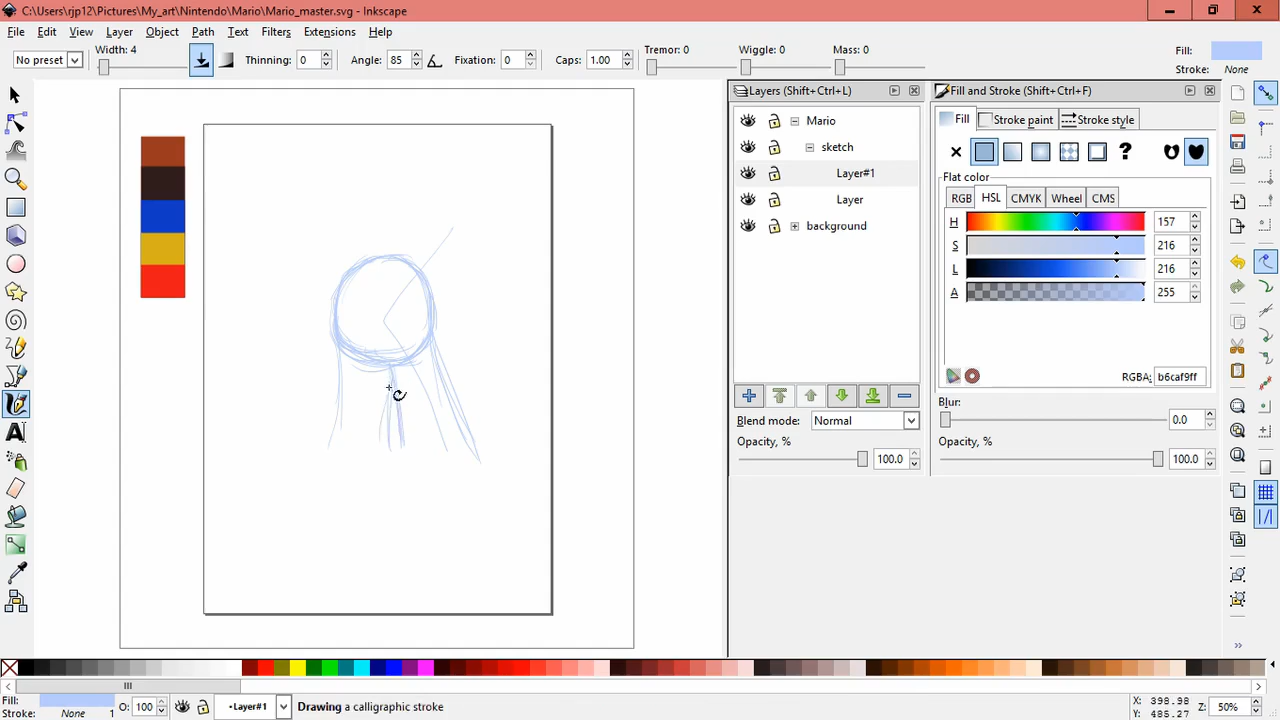 C:\Users\rjp12\Pictures\My_art\Nintendo\Mario\Mario_master.svg - Inkscape
File Edit View Layer Object Path Text Filters Extensions Help
No preset Width: 4 Thinning: 0 Angle: 85 Fixation: 0 Caps: 1.00 Tremor: 0 Wiggle: 0 Mass: 0 Fill:
Stroke: None
Layers (Shift+Ctrl+L)
Mario
sketch
Layer#1
Layer
background
Blend mode: Normal
Opacity, % 100.0
Fill and Stroke (Shift+Ctrl+F)
Fill Stroke paint Stroke style
?
Flat color
RGB HSL CMYK Wheel CMS
H 157
S 216
L 216
A 255
RGBA: b6caf9ff
Blur:
0.0
Opacity, %
100.0
Fill:
Stroke: None 1 O: 100 •Layer#1 Drawing a calligraphic stroke X: 398.98
Y: 485.27 Z: 50%